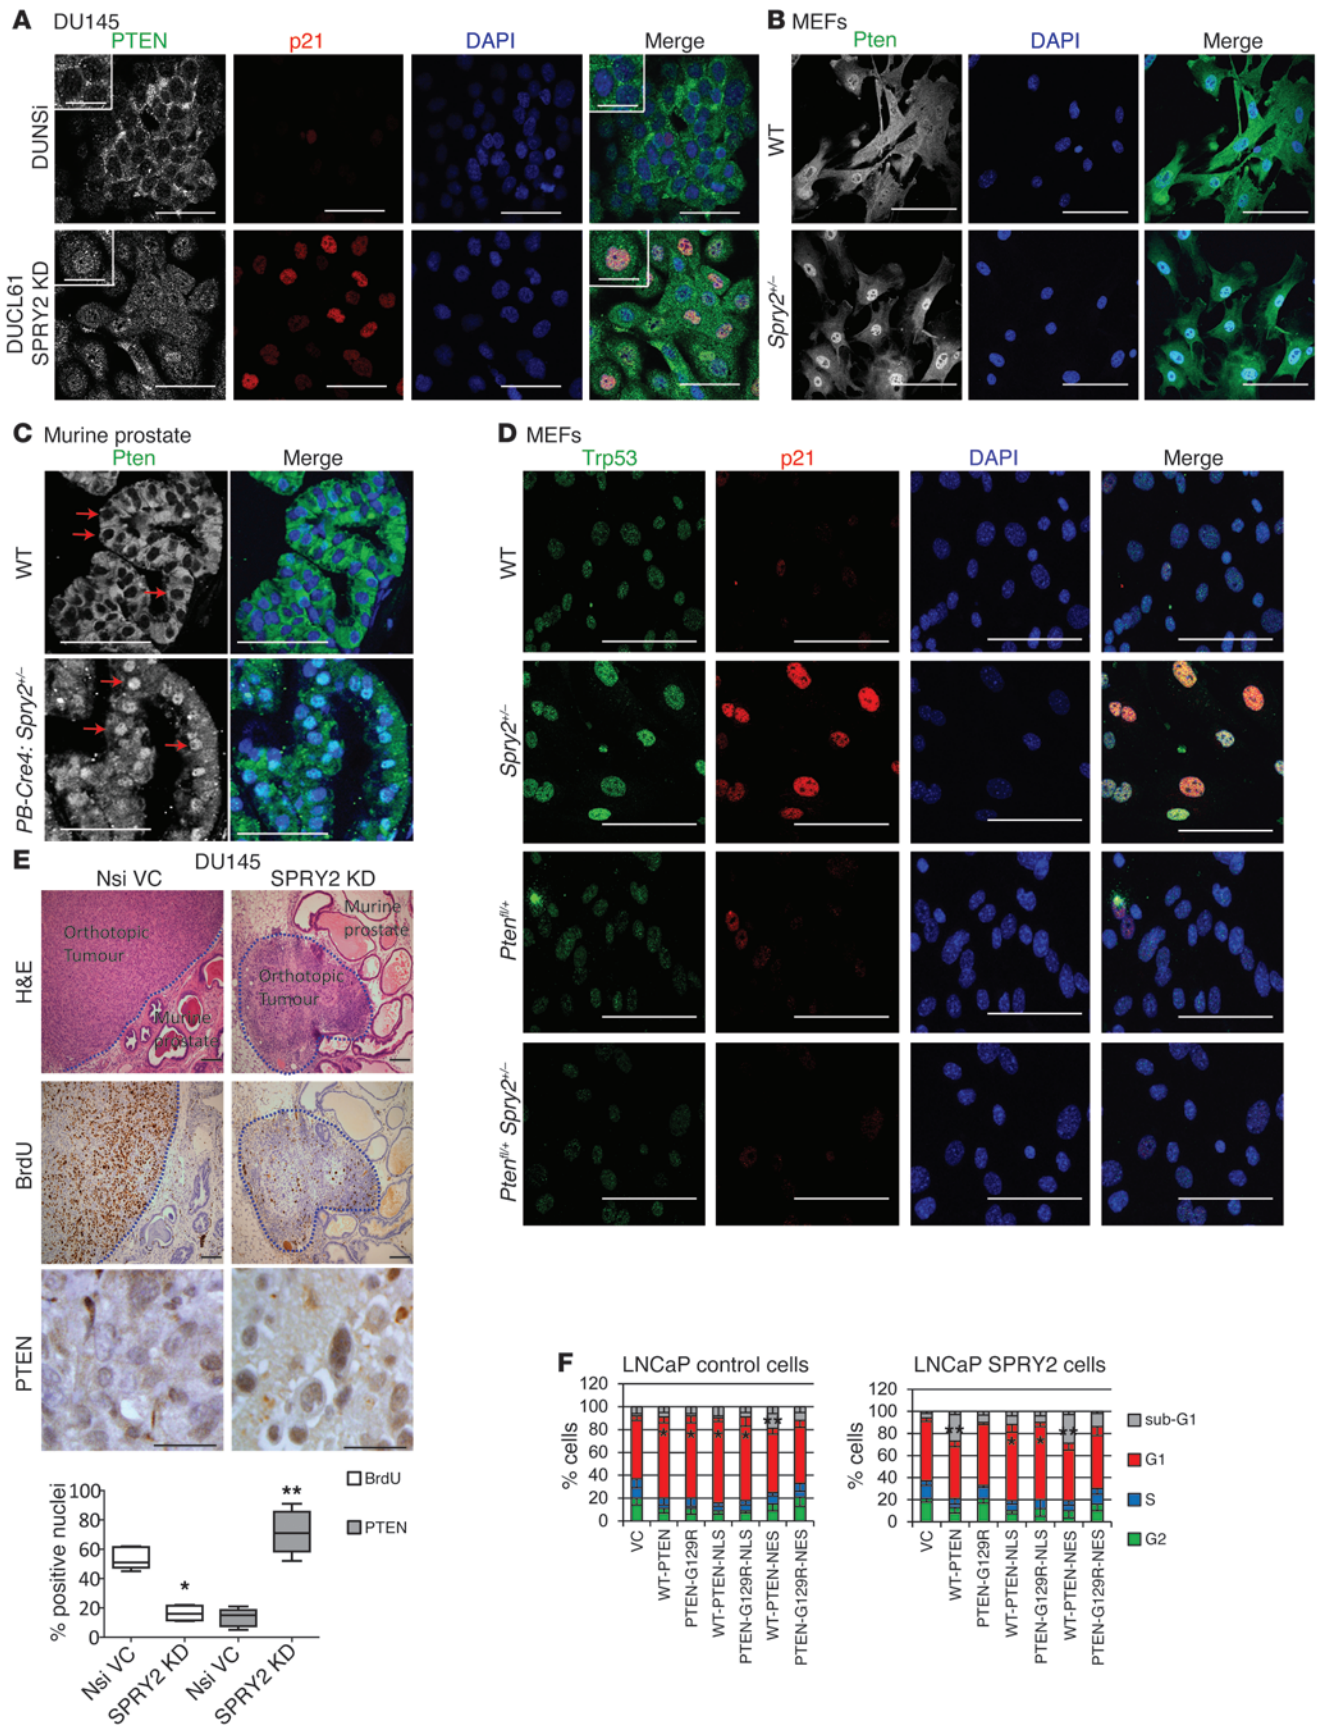 A DU145
PTEN p21 DAPI Merge
DUNSi
DUCL61
SPRY2 KD
B MEFs
Pten DAPI Merge
WT
Spry2+/–
C Murine prostate
Pten Merge
WT
PB-Cre4: Spry2+/–
D MEFs
Trp53 p21 DAPI Merge
WT
Spry2+/–
Ptenfl/+
Ptenfl/+ Spry2+/–
E DU145
Nsi VC SPRY2 KD
H&E
Orthotopic
Tumour
Murine
prostate
Murine
prostate
Orthotopic
Tumour
BrdU
PTEN
% positive nuclei
100
80
60
40
20
0
*
**
BrdU
PTEN
Nsi VC
SPRY2 KD
Nsi VC
SPRY2 KD
F LNCaP control cells
% cells
120
100
80
60
40
20
0
* * * * **
VC
WT-PTEN
PTEN-G129R
WT-PTEN-NLS
PTEN-G129R-NLS
WT-PTEN-NES
PTEN-G129R-NES
LNCaP SPRY2 cells
% cells
120
100
80
60
40
20
0
** * * **
VC
WT-PTEN
PTEN-G129R
WT-PTEN-NLS
PTEN-G129R-NLS
WT-PTEN-NES
PTEN-G129R-NES
sub-G1
G1
S
G2